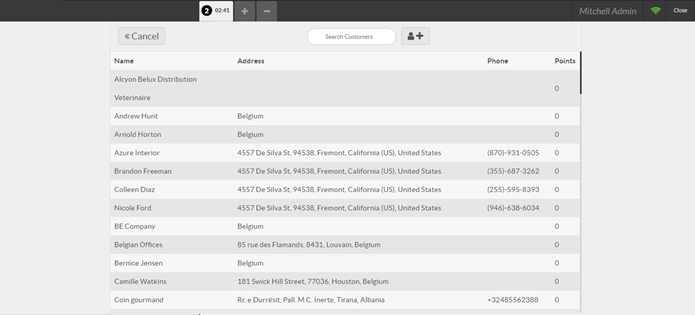 2 02:41 + −
Mitchell Admin
Close
« Cancel
Search Customers
Name Address Phone Points
Alcyon Belux Distribution
Veterinaire
0
Andrew Hunt Belgium 0
Arnold Horton Belgium 0
Azure Interior 4557 De Silva St, 94538, Fremont, California (US), United States (870)-931-0505 0
Brandon Freeman 4557 De Silva St, 94538, Fremont, California (US), United States (355)-687-3262 0
Colleen Diaz 4557 De Silva St, 94538, Fremont, California (US), United States (255)-595-8393 0
Nicole Ford 4557 De Silva St, 94538, Fremont, California (US), United States (946)-638-6034 0
BE Company Belgium 0
Belgian Offices 85 rue des Flamands, 8431, Louvain, Belgium 0
Bernice Jensen Belgium 0
Camille Watkins 181 Swick Hill Street, 77036, Houston, Belgium 0
Coin gourmand Rr. e Durrësit, Pall. M.C. Inerte, Tirana, Albania +32485562388 0